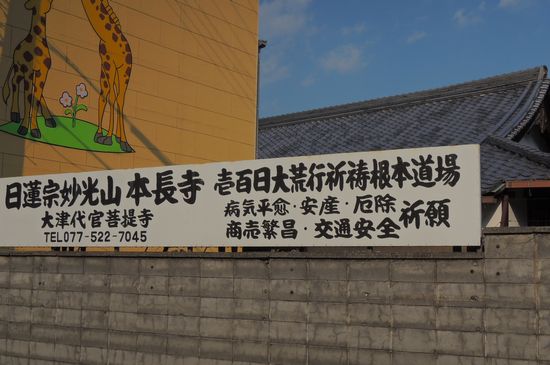 日蓮宗妙光山 本長寺
大津代官菩提寺
TEL077-522-7045
壱百日大荒行祈祷根本道場
病気平癒・安産・厄除
商売繁昌・交通安全 祈願